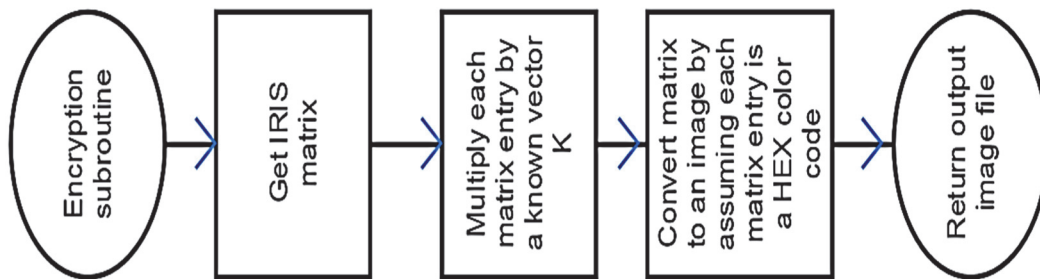 Encryption
subroutine
Get IRIS
matrix
Multiply each
matrix entry by
a known vector
K
Convert matrix
to an image by
assuming each
matrix entry is
a HEX color
code
Return output
image file